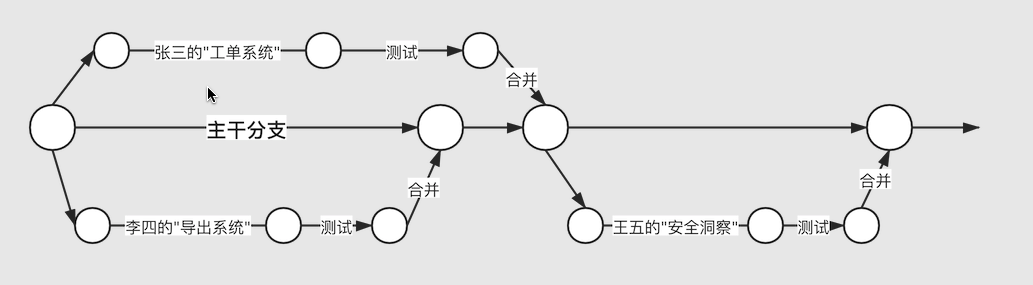 张三的"工单系统"
测试
合并
主干分支
合并
李四的"导出系统"
测试
合并
王五的"安全洞察"
测试